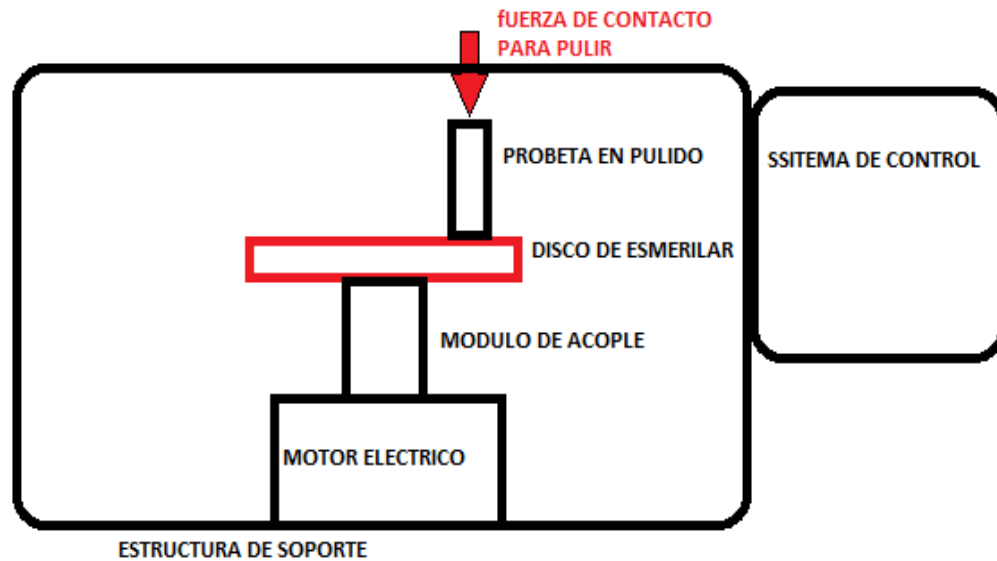 fUERZA DE CONTACTO
PARA PULIR
PROBETA EN PULIDO
SSITEMA DE CONTROL
DISCO DE ESMERILAR
MODULO DE ACOPLE
MOTOR ELECTRICO
ESTRUCTURA DE SOPORTE